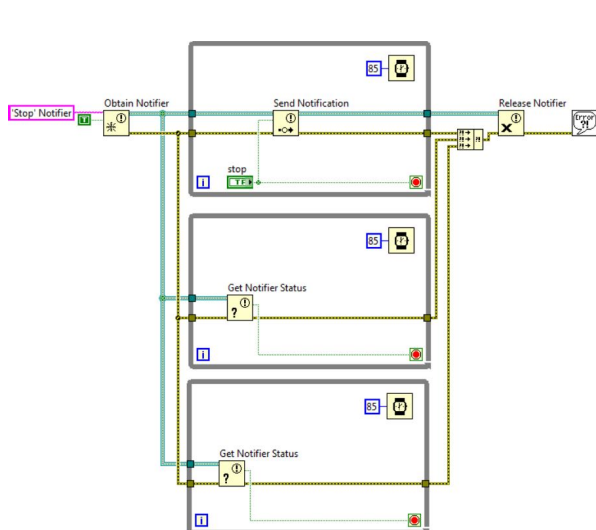 85
'Stop' Notifier
T
Obtain Notifier
Send Notification
Release Notifier
Error
?!
stop
TF
i
85
Get Notifier Status
?
i
85
Get Notifier Status
?
i